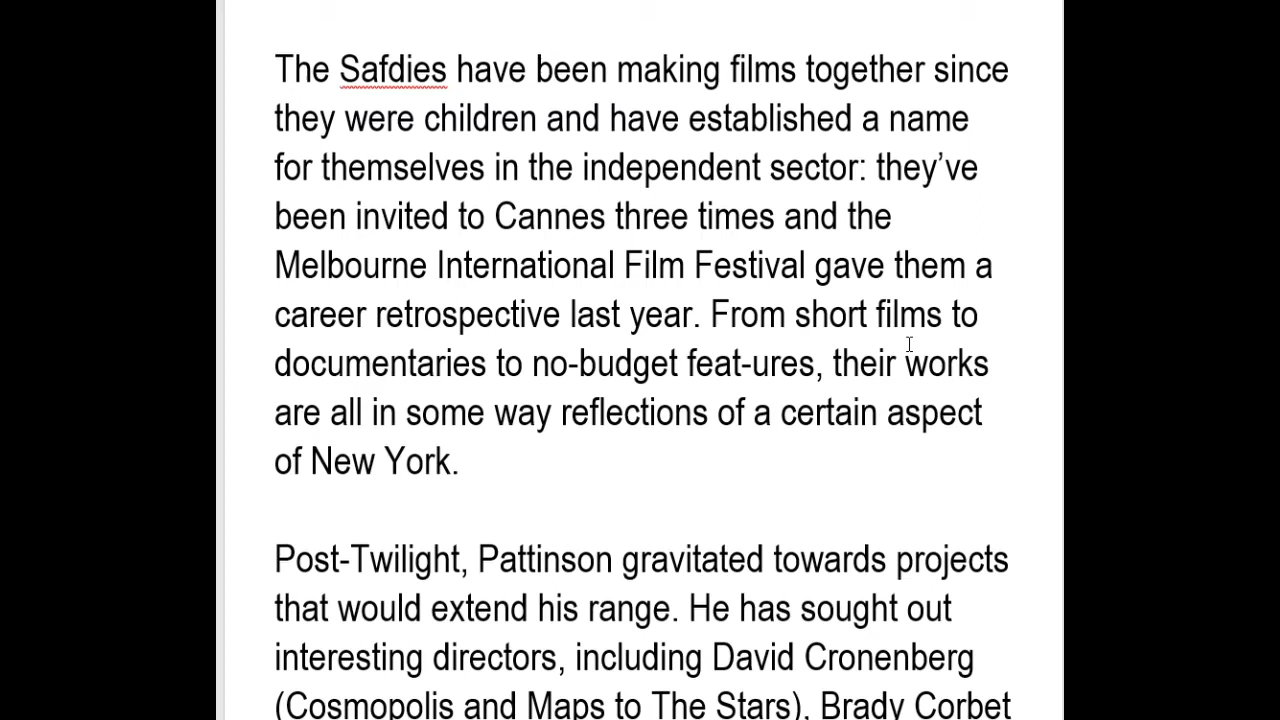 The Safdies have been making films together since
they were children and have established a name
for themselves in the independent sector: they’ve
been invited to Cannes three times and the
Melbourne International Film Festival gave them a
career retrospective last year. From short films to
documentaries to no-budget feat-ures, their works
are all in some way reflections of a certain aspect
of New York.
Post-Twilight, Pattinson gravitated towards projects
that would extend his range. He has sought out
interesting directors, including David Cronenberg
(Cosmopolis and Maps to The Stars), Brady Corbet